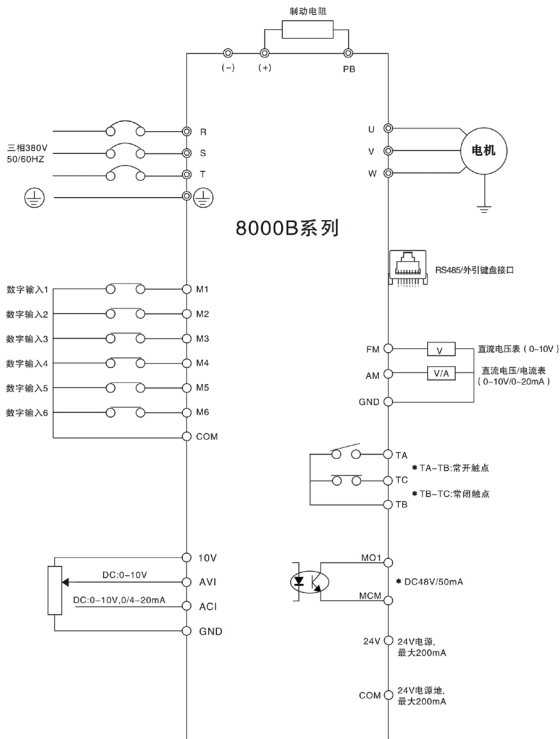 制动电阻
(-)
(+)
PB
三相380V
50/60HZ
R
S
T
U
V
W
电机
8000B系列
RS485/外引键盘接口
数字输入1
M1
数字输入2
M2
数字输入3
M3
数字输入4
M4
数字输入5
M5
数字输入6
M6
COM
FM
V
直流电压表（0~10V）
AM
V/A
直流电压/电流表
（0~10V/0~20mA）
GND
TA
＊TA-TB:常开触点
TC
＊TB-TC:常闭触点
TB
10V
DC:0-10V
AVI
DC:0-10V,0/4-20mA
ACI
GND
MO1
＊DC48V/50mA
MCM
24V
24V电源,
最大200mA
COM
24V电源地,
最大200mA